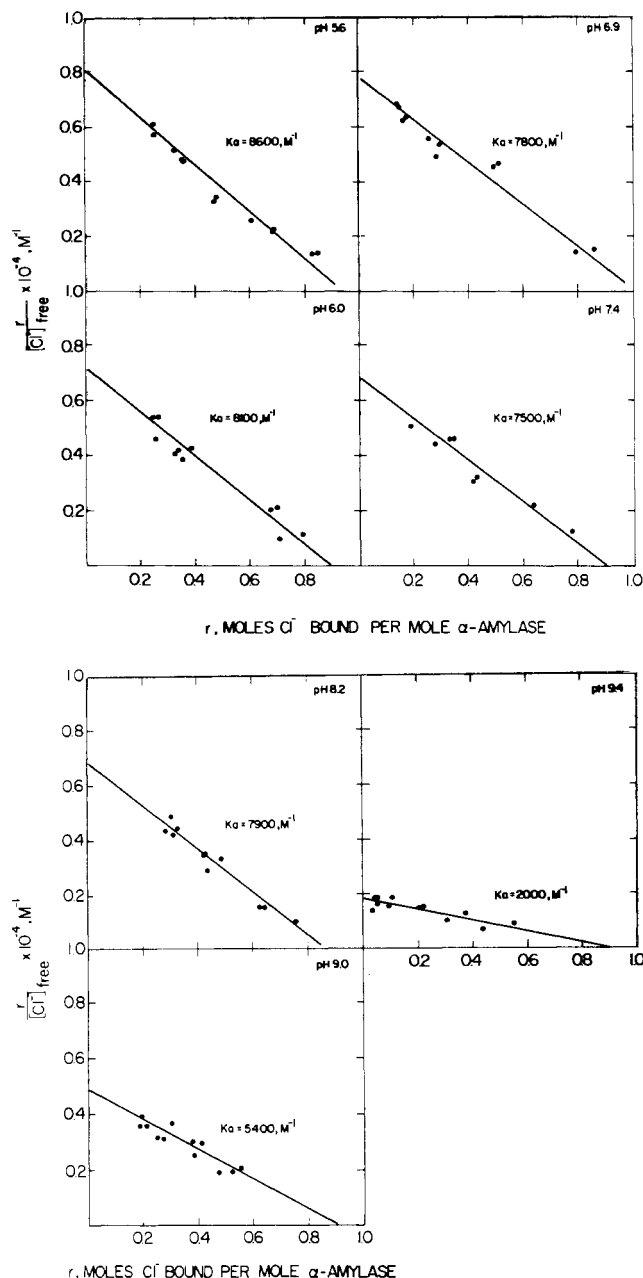 1.0
0.8
0.6
0.4
0.2
1.0
0.8
0.6
0.4
0.2
r/[Cl⁻]free × 10⁻⁴, M⁻¹
pH 5.6
Ka = 8600, M⁻¹
pH 6.9
Ka = 7800, M⁻¹
pH 6.0
Ka = 8100, M⁻¹
pH 7.4
Ka = 7500, M⁻¹
0.2 0.4 0.6 0.8 0.2 0.4 0.6 0.8 1.0
r, MOLES Cl⁻ BOUND PER MOLE α-AMYLASE
1.0
0.8
0.6
0.4
0.2
1.0
0.8
0.6
0.4
0.2
r/[Cl⁻]free × 10⁻⁴, M⁻¹
pH 8.2
Ka = 7900, M⁻¹
pH 9.4
Ka = 2000, M⁻¹
0.2 0.4 0.6 0.8 1.0
pH 9.0
Ka = 5400, M⁻¹
0.2 0.4 0.6 0.8 1.0
r, MOLES Cl⁻ BOUND PER MOLE α-AMYLASE